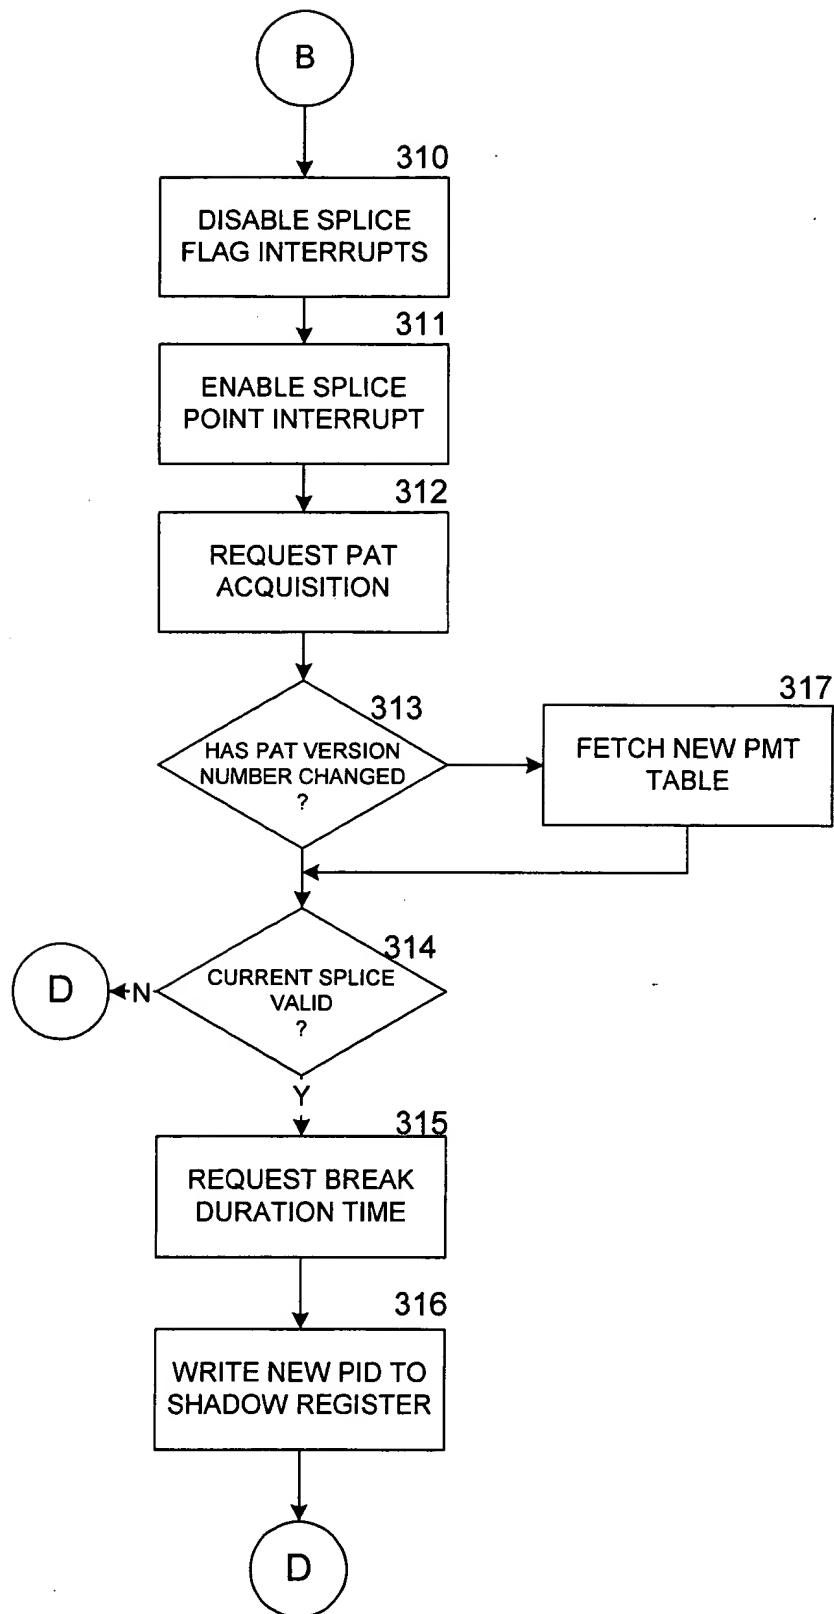 B
310
DISABLE SPLICE
FLAG INTERRUPTS
311
ENABLE SPLICE
POINT INTERRUPT
312
REQUEST PAT
ACQUISITION
313
HAS PAT VERSION
NUMBER CHANGED
?
317
FETCH NEW PMT
TABLE
314
CURRENT SPLICE
VALID
?
N
D
Y
315
REQUEST BREAK
DURATION TIME
316
WRITE NEW PID TO
SHADOW REGISTER
D